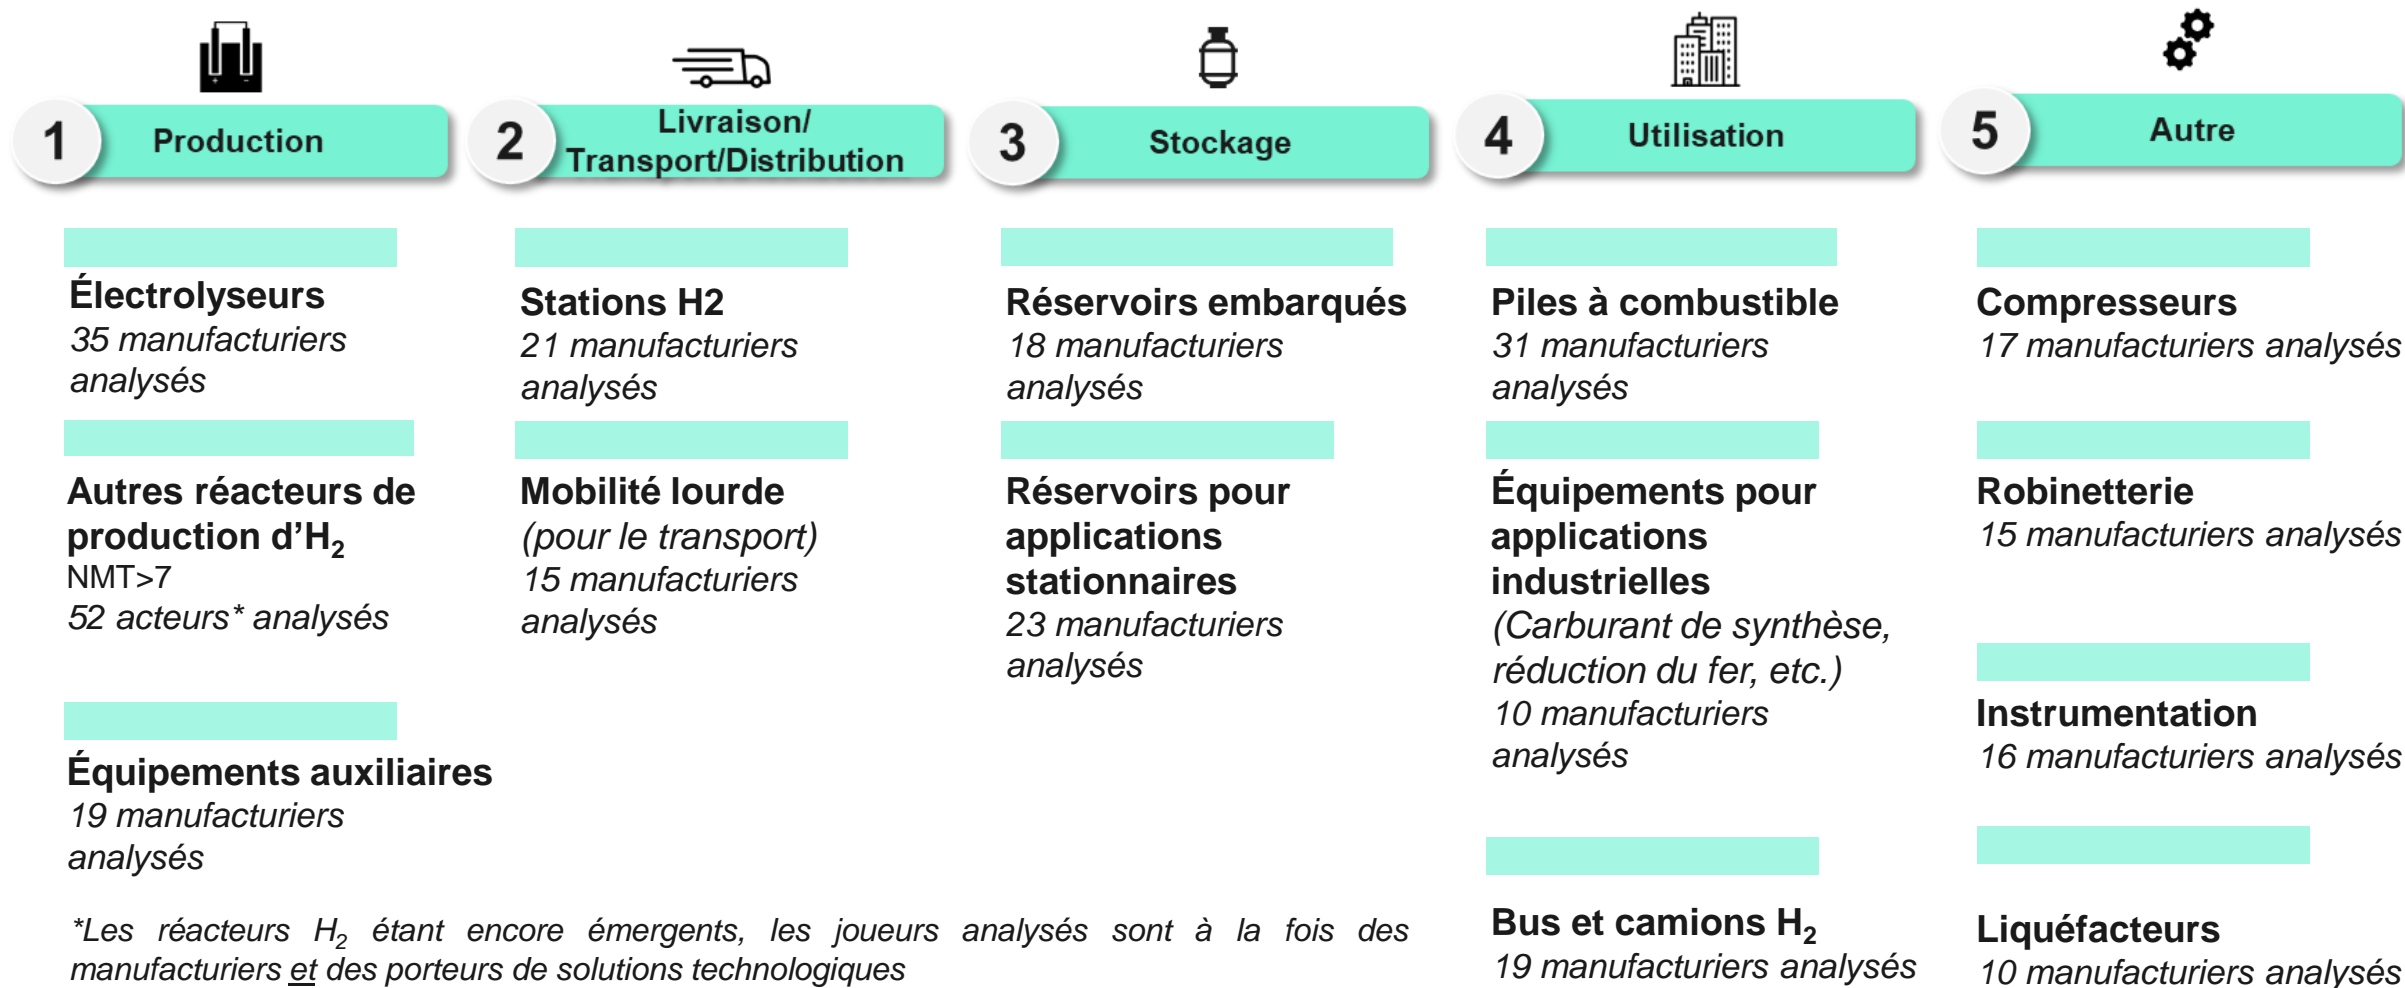 1
Production
Électrolyseurs
35 manufacturiers
analysés
Autres réacteurs de
production d’H₂
NMT>7
52 acteurs* analysés
Équipements auxiliaires
19 manufacturiers
analysés
2
Livraison/
Transport/Distribution
Stations H2
21 manufacturiers
analysés
Mobilité lourde
(pour le transport)
15 manufacturiers
analysés
3
Stockage
Réservoirs embarqués
18 manufacturiers
analysés
Réservoirs pour
applications
stationnaires
23 manufacturiers
analysés
4
Utilisation
Piles à combustible
31 manufacturiers
analysés
Équipements pour
applications
industrielles
(Carburant de synthèse,
réduction du fer, etc.)
10 manufacturiers
analysés
Bus et camions H₂
19 manufacturiers analysés
5
Autre
Compresseurs
17 manufacturiers analysés
Robinetterie
15 manufacturiers analysés
Instrumentation
16 manufacturiers analysés
Liquéfacteurs
10 manufacturiers analysés
*Les réacteurs H₂ étant encore émergents, les joueurs analysés sont à la fois des
manufacturiers et des porteurs de solutions technologiques